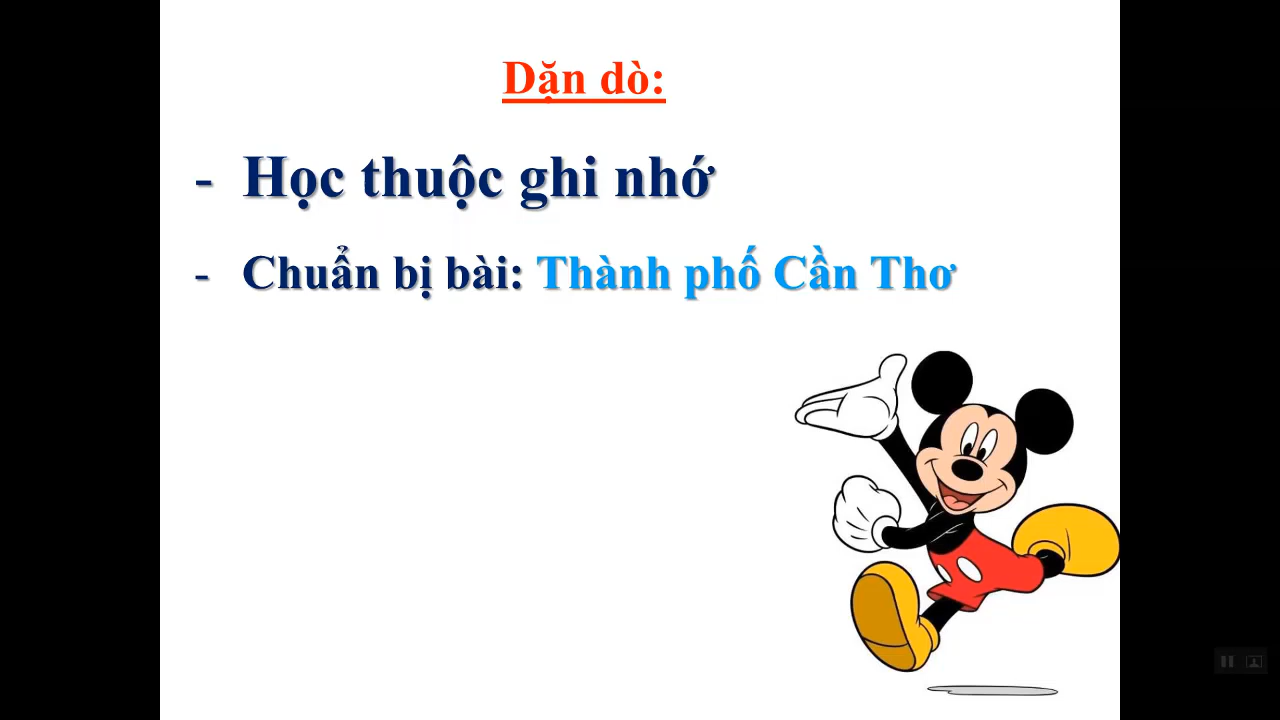 Dặn dò:
- Học thuộc ghi nhớ
- Chuẩn bị bài: Thành phố Cần Thơ